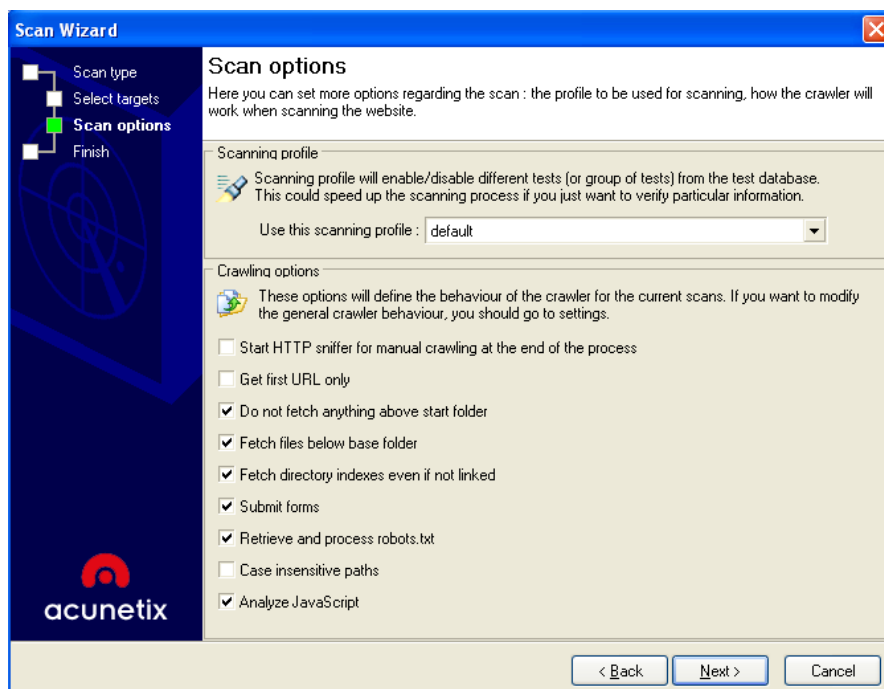 Scan Wizard
Scan type
Select targets
Scan options
Finish
acunetix
Scan options
Here you can set more options regarding the scan : the profile to be used for scanning, how the crawler will
work when scanning the website.
Scanning profile
Scanning profile will enable/disable different tests (or group of tests) from the test database.
This could speed up the scanning process if you just want to verify particular information.
Use this scanning profile : default
Crawling options
These options will define the behaviour of the crawler for the current scans. If you want to modify
the general crawler behaviour, you should go to settings.
Start HTTP sniffer for manual crawling at the end of the process
Get first URL only
Do not fetch anything above start folder
Fetch files below base folder
Fetch directory indexes even if not linked
Submit forms
Retrieve and process robots.txt
Case insensitive paths
Analyze JavaScript
< Back Next > Cancel